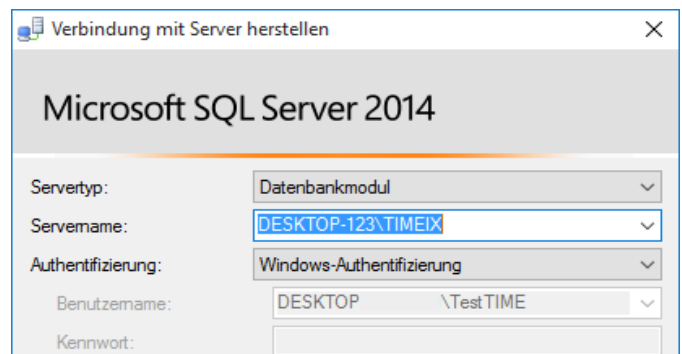 Verbindung mit Server herstellen
Microsoft SQL Server 2014
Servertyp: Datenbankmodul
Servername: DESKTOP-123\TIMEIX
Authentifizierung: Windows-Authentifizierung
Benutzername: DESKTOP \TestTIME
Kennwort: